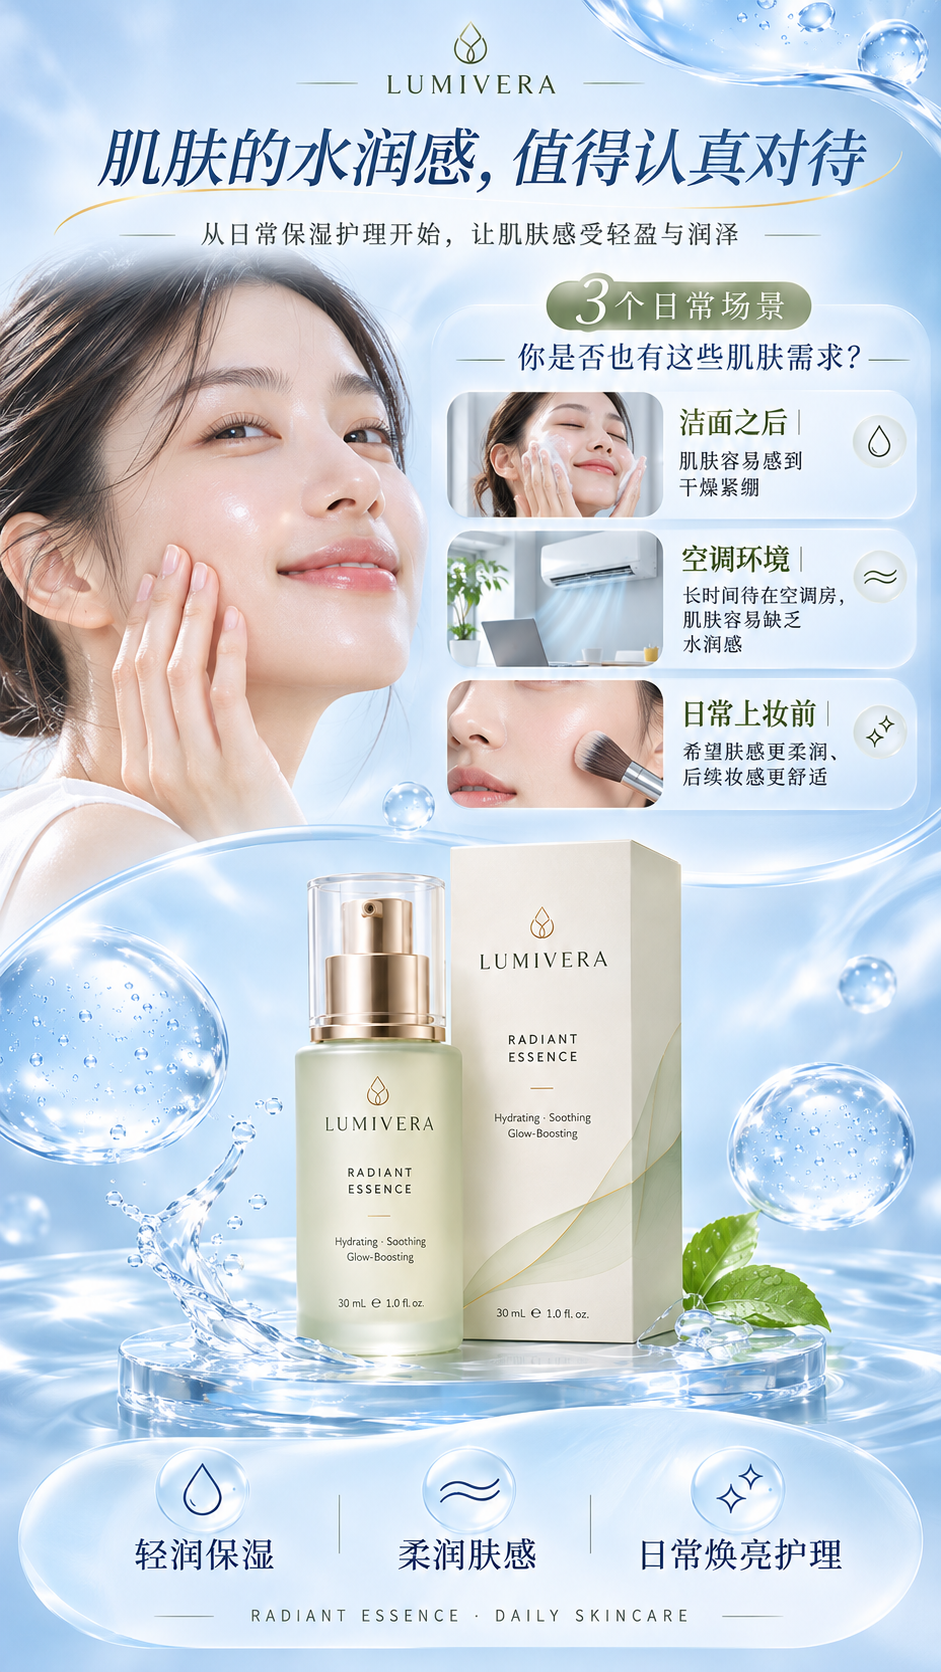 LUMIVERA
肌肤的水润感，值得认真对待
从日常保湿护理开始，让肌肤感受轻盈与润泽
3个日常场景
你是否也有这些肌肤需求？
洁面之后
肌肤容易感到
干燥紧绷
空调环境
长时间待在空调房，
肌肤容易缺乏
水润感
日常上妆前
希望肤感更柔润、
后续妆感更舒适
LUMIVERA
RADIANT
ESSENCE
Hydrating · Soothing
Glow-Boosting
30 mL ℮ 1.0 fl. oz.
LUMIVERA
RADIANT
ESSENCE
Hydrating · Soothing
Glow-Boosting
30 mL ℮ 1.0 fl. oz.
轻润保湿
柔润肤感
日常焕亮护理
RADIANT ESSENCE · DAILY SKINCARE